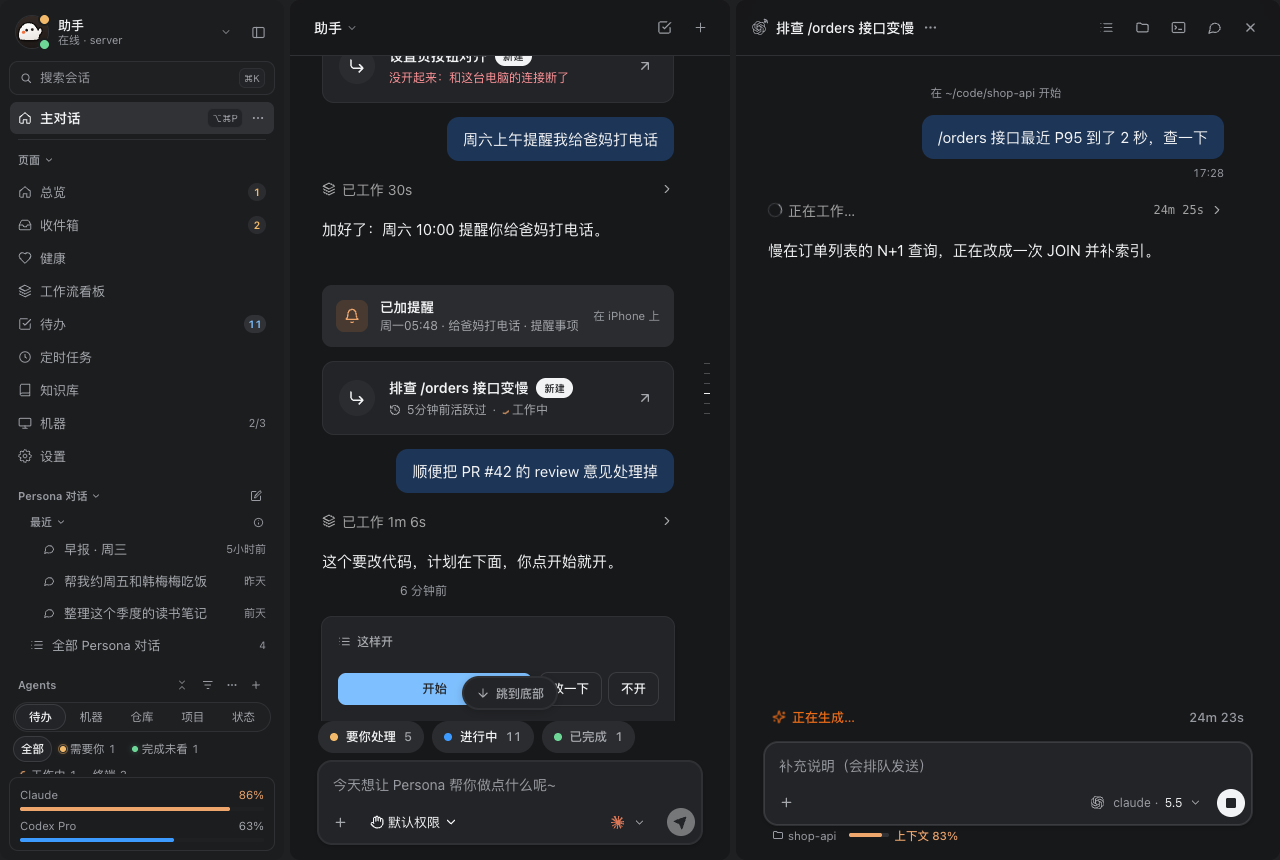 助手
在线 · server
搜索会话
⌘K
主对话
⌥⌘P
页面
总览
1
收件箱
2
健康
工作流看板
待办
11
定时任务
知识库
机器
2/3
设置
Persona 对话
最近
早报 · 周三
5小时前
帮我约周五和韩梅梅吃饭
昨天
整理这个季度的读书笔记
前天
全部 Persona 对话
4
Agents
待办
机器
仓库
项目
状态
全部
需要你 1
完成未看 1
Claude
86%
Codex Pro
63%
助手
设置页按钮对齐
新建
没开起来：和这台电脑的连接断了
周六上午提醒我给爸妈打电话
已工作 30s
加好了：周六 10:00 提醒你给爸妈打电话。
已加提醒
周一05:48 · 给爸妈打电话 · 提醒事项
在 iPhone 上
排查 /orders 接口变慢
新建
5分钟前活跃过 · 工作中
顺便把 PR #42 的 review 意见处理掉
已工作 1m 6s
这个要改代码，计划在下面，你点开始就开。
6 分钟前
这样开
开始
跳到底部
一下
不开
要你处理 5
进行中 11
已完成 1
今天想让 Persona 帮你做点什么呢~
默认权限
排查 /orders 接口变慢
在 ~/code/shop-api 开始
/orders 接口最近 P95 到了 2 秒，查一下
17:28
正在工作...
24m 25s
慢在订单列表的 N+1 查询，正在改成一次 JOIN 并补索引。
正在生成...
24m 23s
补充说明（会排队发送）
claude · 5.5
shop-api
上下文 83%